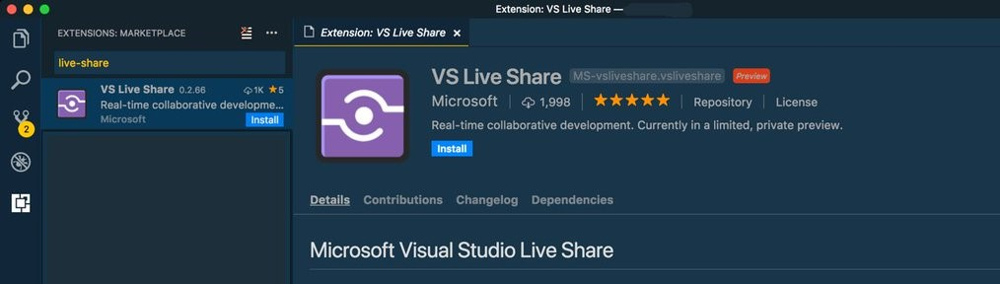 Extension: VS Live Share —
EXTENSIONS: MARKETPLACE
live-share
VS Live Share 0.2.66 1K ★5
Real-time collaborative developme...
Microsoft Install
2
Extension: VS Live Share ×
VS Live Share MS-vsliveshare.vsliveshare Preview
Microsoft | 1,998 | ★★★★★ | Repository | License
Real-time collaborative development. Currently in a limited, private preview.
Install
Details Contributions Changelog Dependencies
Microsoft Visual Studio Live Share